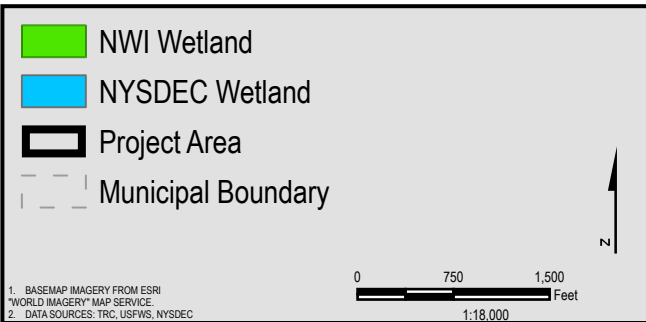 NWI Wetland
NYSDEC Wetland
Project Area
Municipal Boundary
N
0 750 1,500
Feet
1:18,000
1. BASEMAP IMAGERY FROM ESRI
"WORLD IMAGERY" MAP SERVICE.
2. DATA SOURCES: TRC, USFWS, NYSDEC